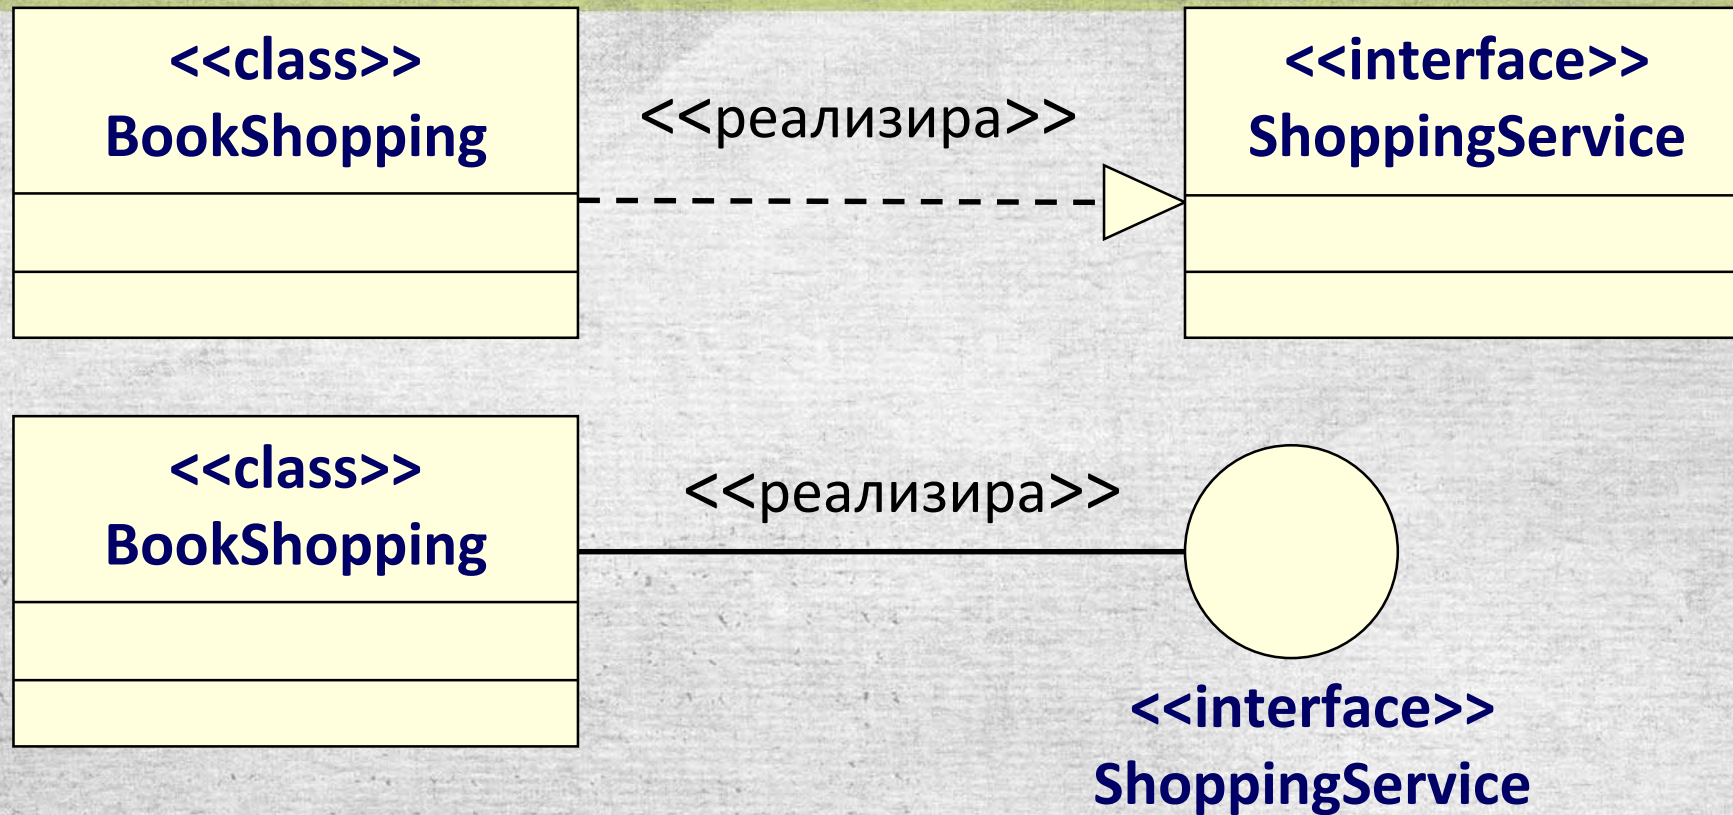 <<class>>
BookShopping
<<реализира>>
<<interface>>
ShoppingService
<<class>>
BookShopping
<<реализира>>
<<interface>>
ShoppingService